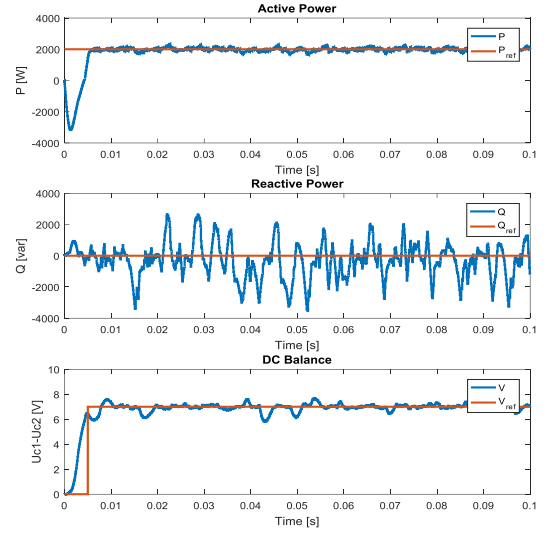 Active Power
P [W]
4000
2000
0
-2000
-4000
P
P_ref
0 0.01 0.02 0.03 0.04 0.05 0.06 0.07 0.08 0.09 0.1
Time [s]
Reactive Power
Q [var]
4000
2000
0
-2000
-4000
Q
Q_ref
0 0.01 0.02 0.03 0.04 0.05 0.06 0.07 0.08 0.09 0.1
Time [s]
DC Balance
Uc1-Uc2 [V]
10
8
6
4
2
0
V
V_ref
0 0.01 0.02 0.03 0.04 0.05 0.06 0.07 0.08 0.09 0.1
Time [s]